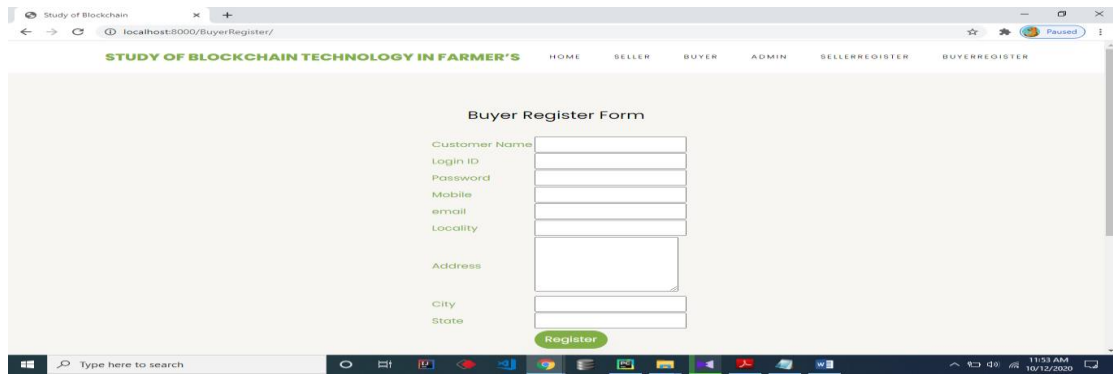 Study of Blockchain
localhost:8000/BuyerRegister/
Paused
STUDY OF BLOCKCHAIN TECHNOLOGY IN FARMER'S HOME SELLER BUYER ADMIN SELLERREGISTER BUYERREGISTER
Buyer Register Form
Customer Name
Login ID
Password
Mobile
email
Locality
Address
City
State
Register
Type here to search
11:53 AM
10/12/2020